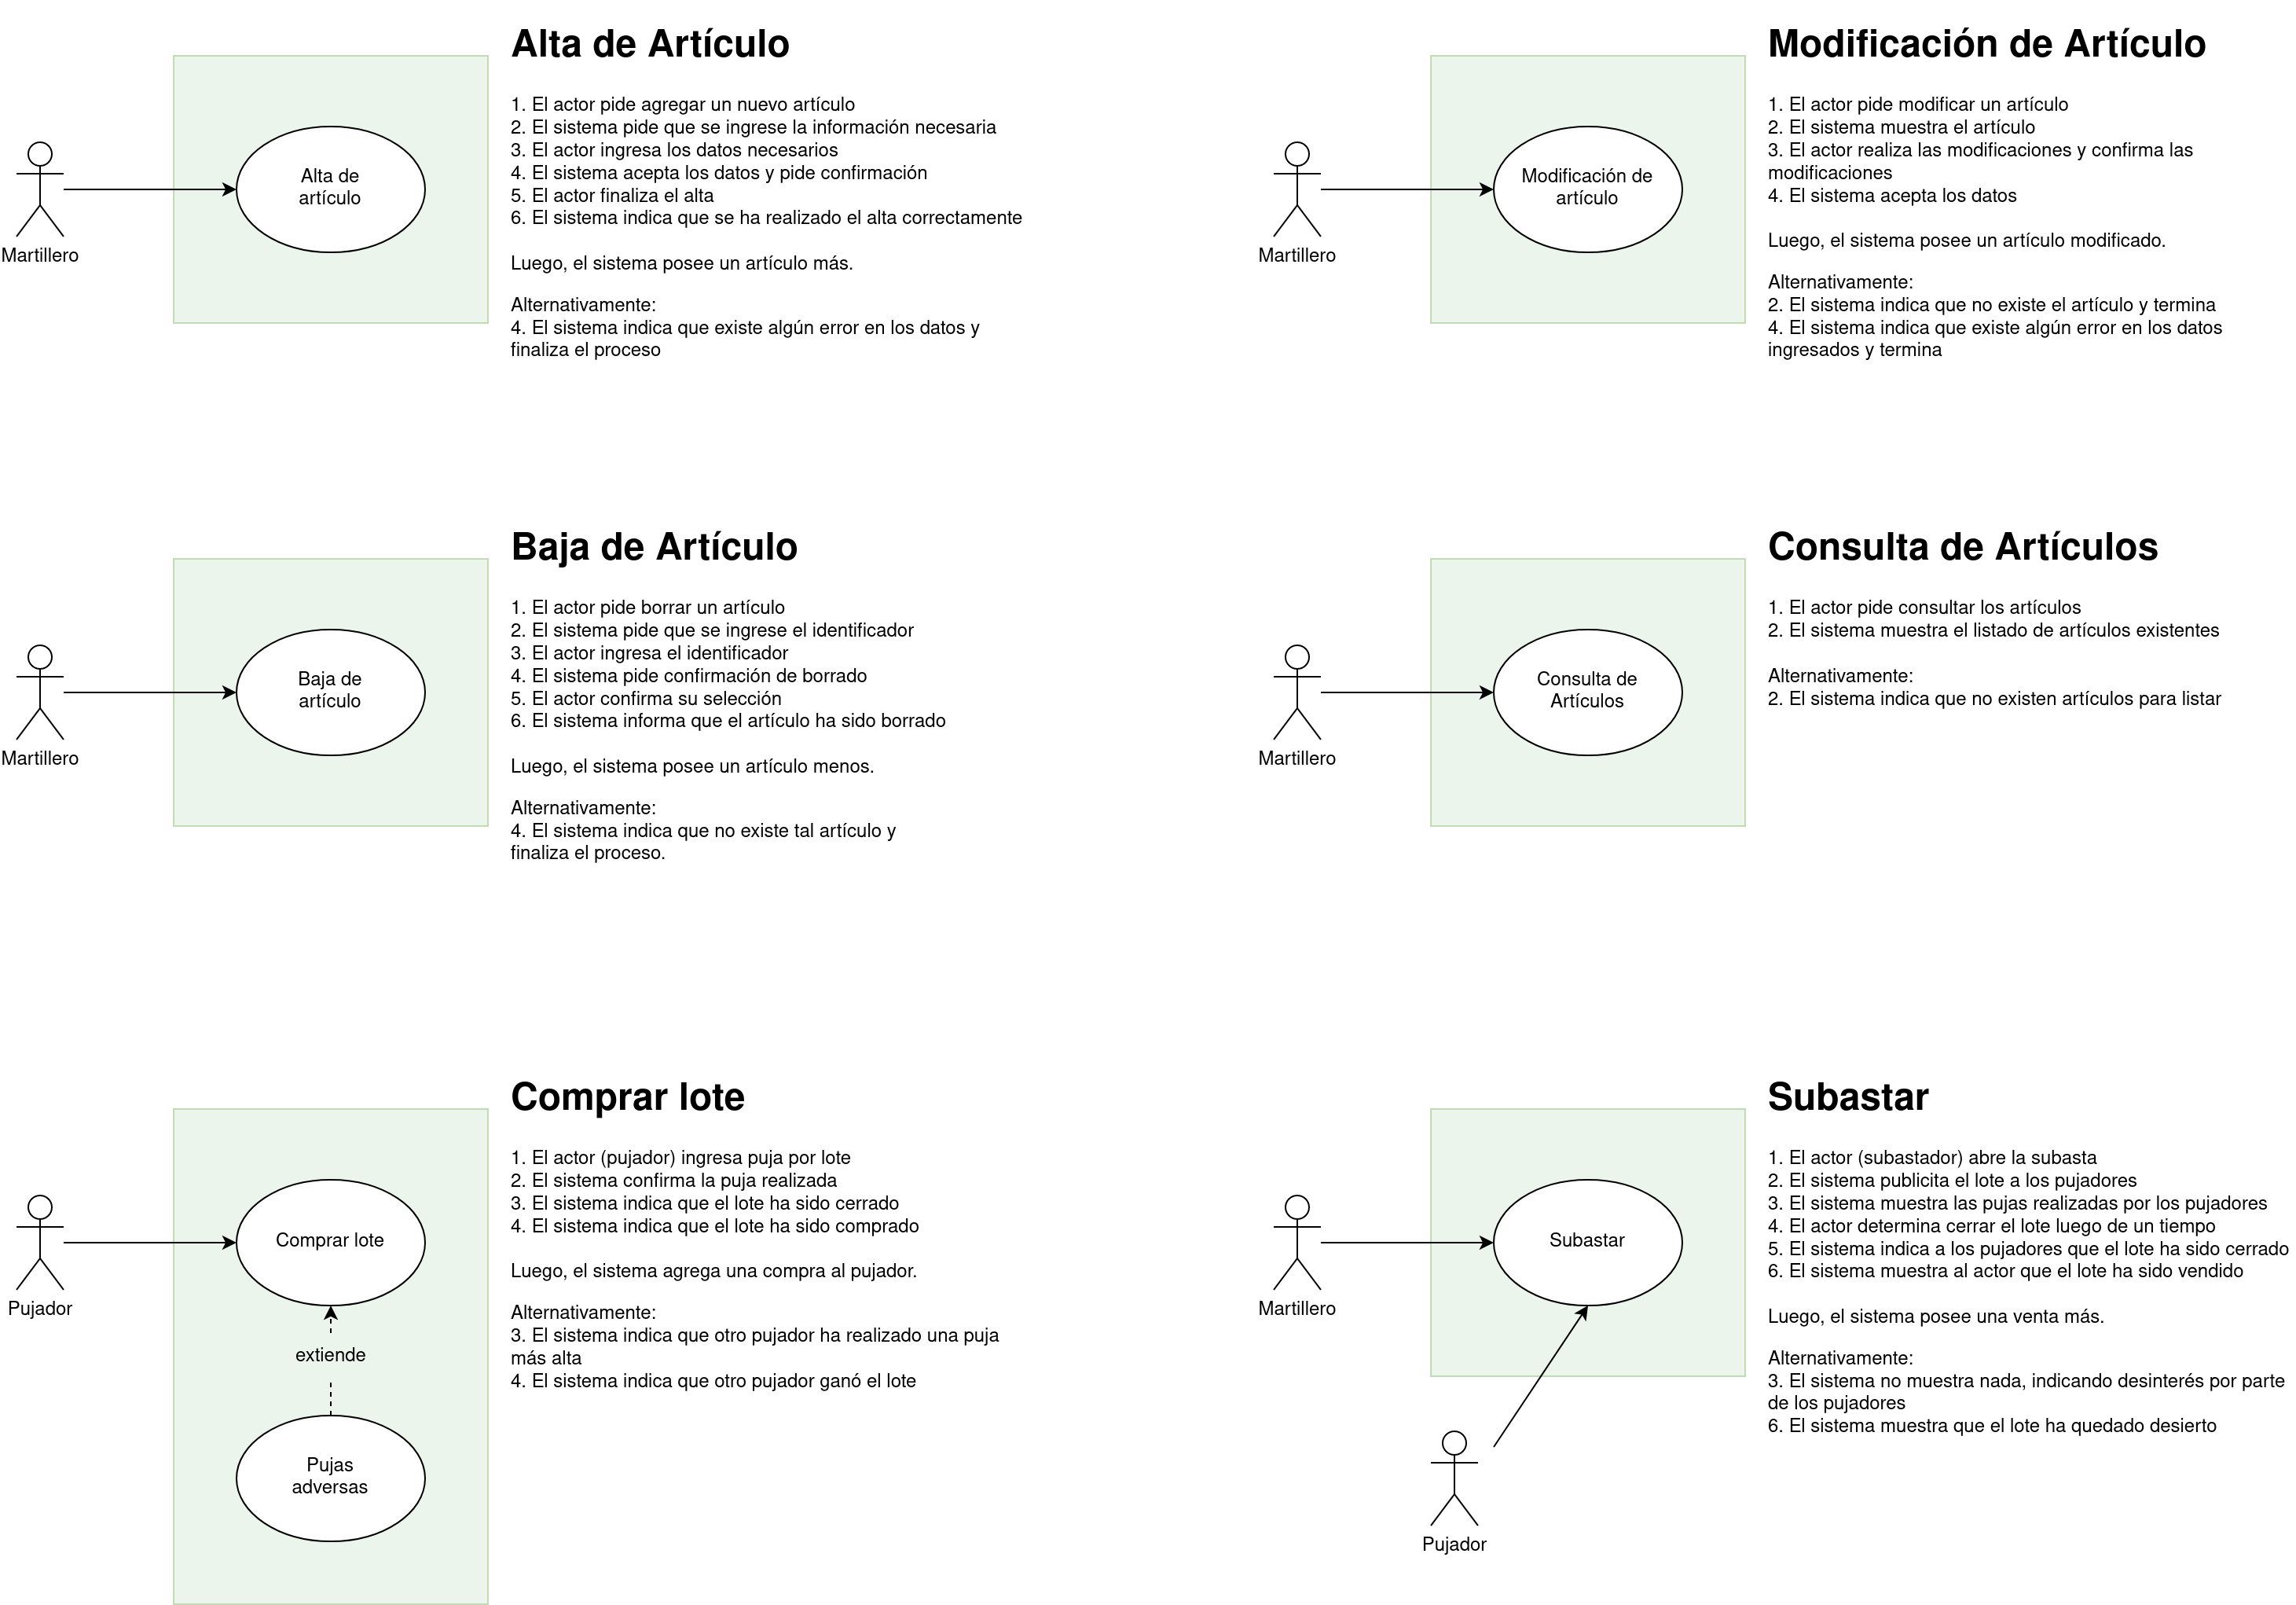 Alta de Artículo
1. El actor pide agregar un nuevo artículo
2. El sistema pide que se ingrese la información necesaria
3. El actor ingresa los datos necesarios
4. El sistema acepta los datos y pide confirmación
5. El actor finaliza el alta
6. El sistema indica que se ha realizado el alta correctamente
Luego, el sistema posee un artículo más.
Alternativamente:
4. El sistema indica que existe algún error en los datos y
finaliza el proceso
Alta de
artículo
Martillero
Modificación de Artículo
1. El actor pide modificar un artículo
2. El sistema muestra el artículo
3. El actor realiza las modificaciones y confirma las
modificaciones
4. El sistema acepta los datos
Luego, el sistema posee un artículo modificado.
Alternativamente:
2. El sistema indica que no existe el artículo y termina
4. El sistema indica que existe algún error en los datos
ingresados y termina
Modificación de
artículo
Martillero
Baja de Artículo
1. El actor pide borrar un artículo
2. El sistema pide que se ingrese el identificador
3. El actor ingresa el identificador
4. El sistema pide confirmación de borrado
5. El actor confirma su selección
6. El sistema informa que el artículo ha sido borrado
Luego, el sistema posee un artículo menos.
Alternativamente:
4. El sistema indica que no existe tal artículo y
finaliza el proceso.
Baja de
artículo
Martillero
Consulta de Artículos
1. El actor pide consultar los artículos
2. El sistema muestra el listado de artículos existentes
Alternativamente:
2. El sistema indica que no existen artículos para listar
Consulta de
Artículos
Martillero
Comprar lote
1. El actor (pujador) ingresa puja por lote
2. El sistema confirma la puja realizada
3. El sistema indica que el lote ha sido cerrado
4. El sistema indica que el lote ha sido comprado
Luego, el sistema agrega una compra al pujador.
Alternativamente:
3. El sistema indica que otro pujador ha realizado una puja
más alta
4. El sistema indica que otro pujador ganó el lote
Comprar lote
Pujador
extiende
Pujas
adversas
Subastar
1. El actor (subastador) abre la subasta
2. El sistema publicita el lote a los pujadores
3. El sistema muestra las pujas realizadas por los pujadores
4. El actor determina cerrar el lote luego de un tiempo
5. El sistema indica a los pujadores que el lote ha sido cerrado
6. El sistema muestra al actor que el lote ha sido vendido
Luego, el sistema posee una venta más.
Alternativamente:
3. El sistema no muestra nada, indicando desinterés por parte
de los pujadores
6. El sistema muestra que el lote ha quedado desierto
Subastar
Martillero
Pujador